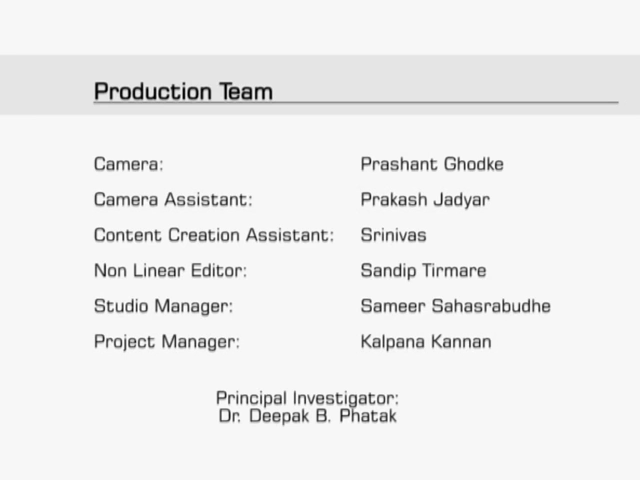 Production Team
Camera: Prashant Ghodke
Camera Assistant: Prakash Jadyar
Content Creation Assistant: Srinivas
Non Linear Editor: Sandip Tirmare
Studio Manager: Sameer Sahasrabudhe
Project Manager: Kalpana Kannan
Principal Investigator:
Dr. Deepak B. Phatak